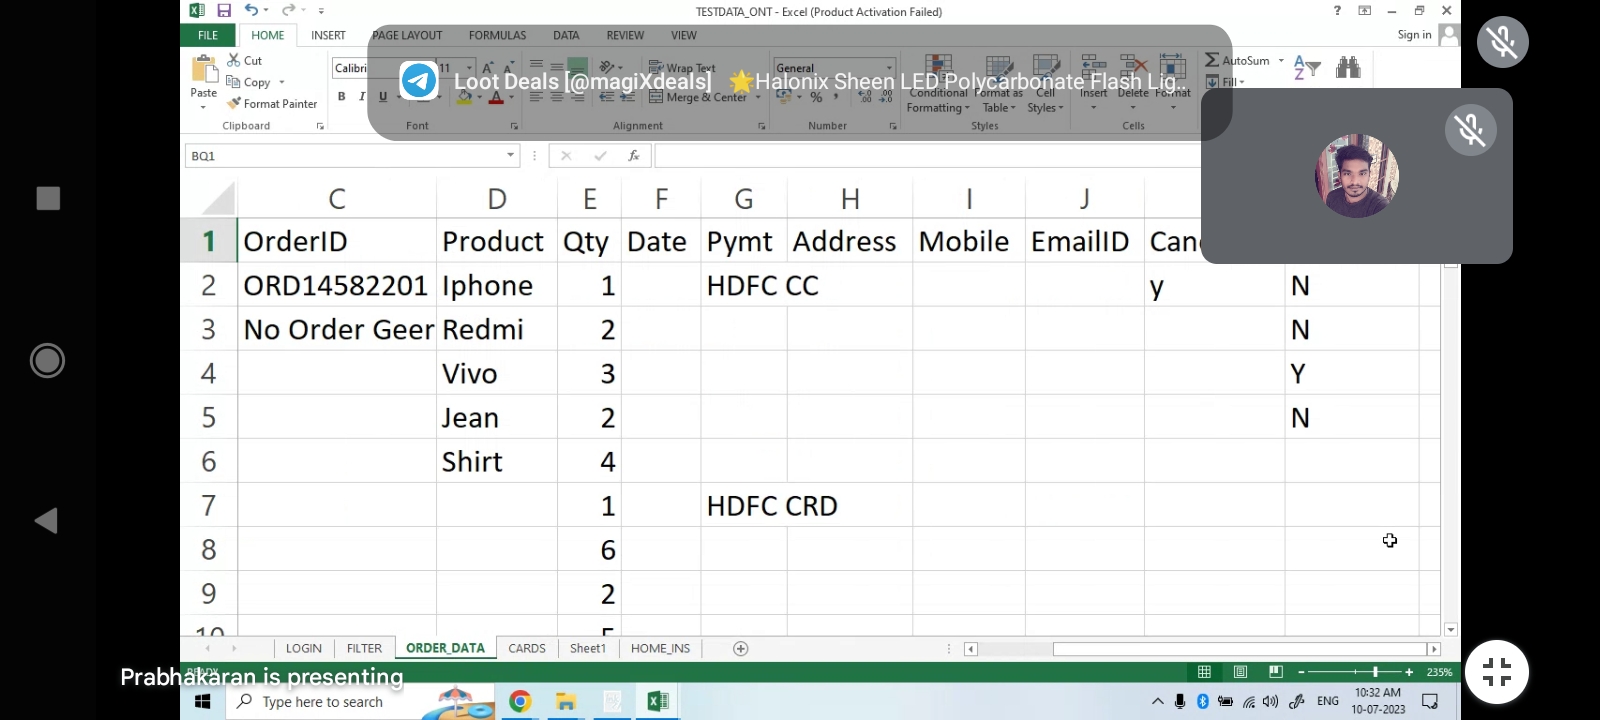 TESTDATA_ONT - Excel (Product Activation Failed)
FILE HOME INSERT PAGE LAYOUT FORMULAS DATA REVIEW VIEW Sign in
Cut
Copy
Format Painter
Paste
Clipboard
Calibri 11
B I U A
Font
Wrap Text
Merge & Center
Alignment
General
%
Number
Conditional Formatting
Format as Table
Cell Styles
Styles
Insert Delete Format
Cells
AutoSum
Fill
Loot Deals [@magiXdeals] 🌟Halonix Sheen LED Polycarbonate Flash Lig..
BQ1 fx
C D E F G H I J
1 OrderID Product Qty Date Pymt Address Mobile EmailID
2 ORD14582201 Iphone 1 HDFC CC y N
3 No Order Geer Redmi 2 N
4 Vivo 3 Y
5 Jean 2 N
6 Shirt 4
7 1 HDFC CRD
8 6
9 2
LOGIN FILTER ORDER_DATA CARDS Sheet1 HOME_INS
235%
Prabhakaran is presenting
Type here to search
ENG
10:32 AM
10-07-2023